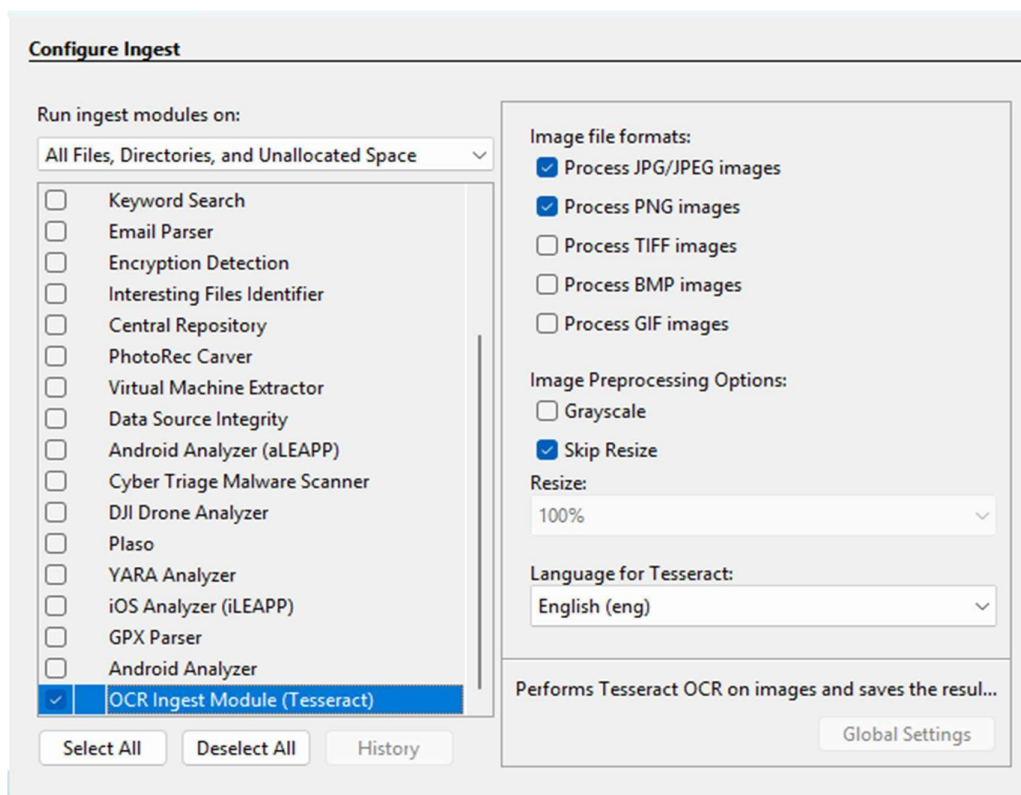 Configure Ingest
Run ingest modules on:
All Files, Directories, and Unallocated Space
Keyword Search
Email Parser
Encryption Detection
Interesting Files Identifier
Central Repository
PhotoRec Carver
Virtual Machine Extractor
Data Source Integrity
Android Analyzer (aLEAPP)
Cyber Triage Malware Scanner
DJI Drone Analyzer
Plaso
YARA Analyzer
iOS Analyzer (iLEAPP)
GPX Parser
Android Analyzer
OCR Ingest Module (Tesseract)
Select All
Deselect All
History
Image file formats:
Process JPG/JPEG images
Process PNG images
Process TIFF images
Process BMP images
Process GIF images
Image Preprocessing Options:
Grayscale
Skip Resize
Resize:
100%
Language for Tesseract:
English (eng)
Performs Tesseract OCR on images and saves the resul...
Global Settings